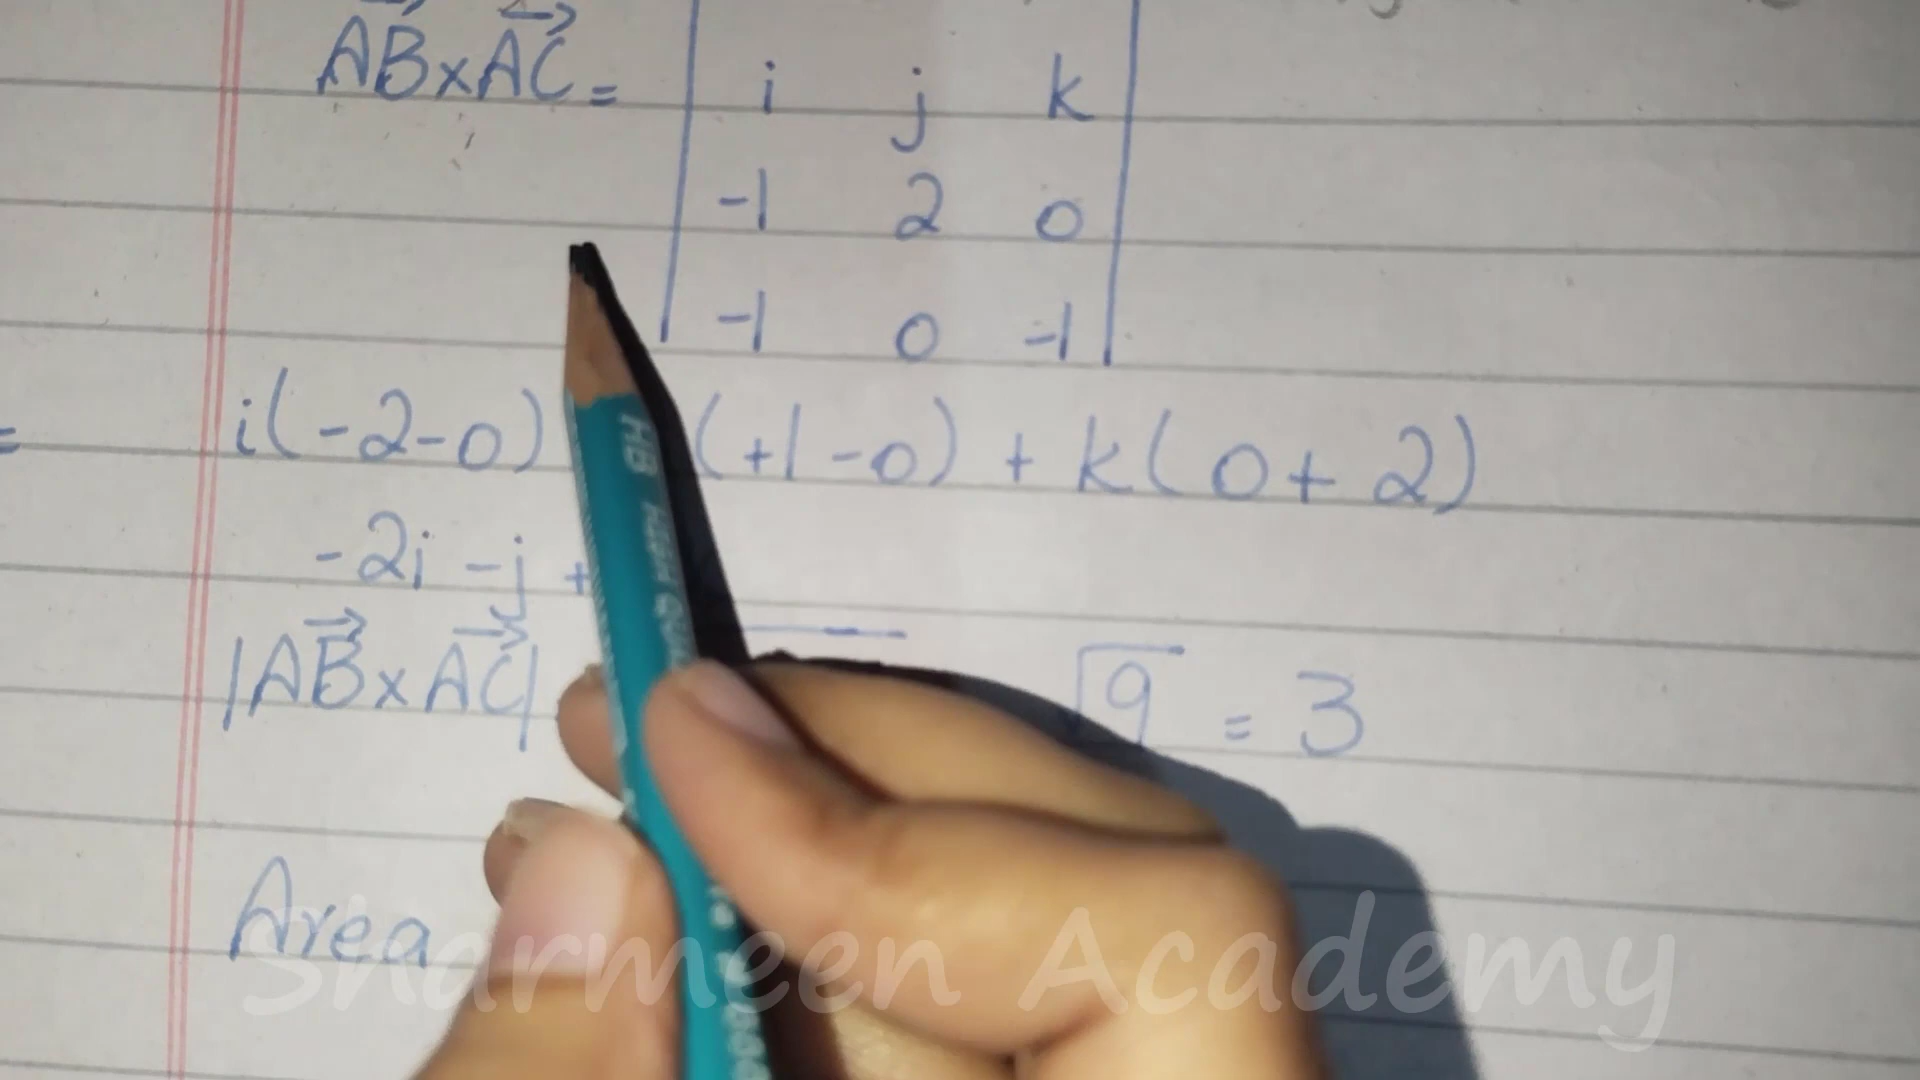 AB × AC = | i j k |
-1 2 0
-1 0 -1
= i(-2-0) (+1-0) + k(0+2)
-2i -j +
|AB × AC| √9 = 3
Area
Sharmeen Academy
HB